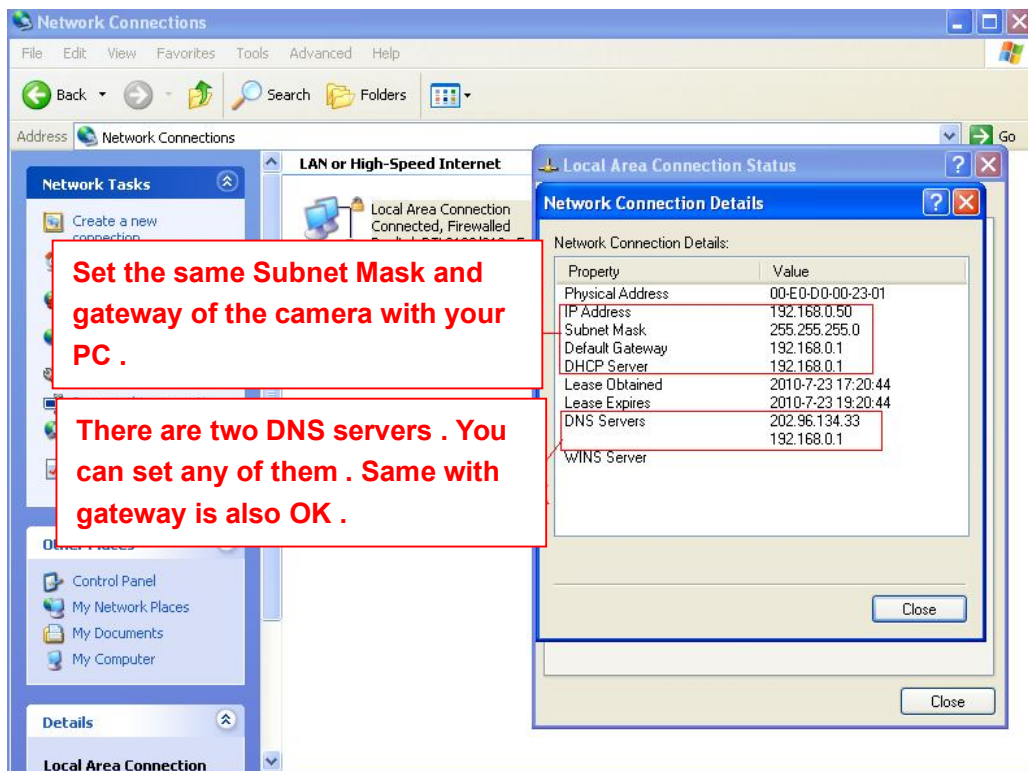 Network Connections
File Edit View Favorites Tools Advanced Help
Back Search Folders
Address Network Connections Go
Network Tasks
Create a new
connection
LAN or High-Speed Internet
Local Area Connection
Connected, Firewalled
Set the same Subnet Mask and
gateway of the camera with your
PC .
There are two DNS servers . You
can set any of them . Same with
gateway is also OK .
Other Places
Control Panel
My Network Places
My Documents
My Computer
Details
Local Area Connection
Local Area Connection Status
Network Connection Details
Network Connection Details:
Property Value
Physical Address 00-E0-D0-00-23-01
IP Address 192.168.0.50
Subnet Mask 255.255.255.0
Default Gateway 192.168.0.1
DHCP Server 192.168.0.1
Lease Obtained 2010-7-23 17:20:44
Lease Expires 2010-7-23 19:20:44
DNS Servers 202.96.134.33
192.168.0.1
WINS Server
Close
Close